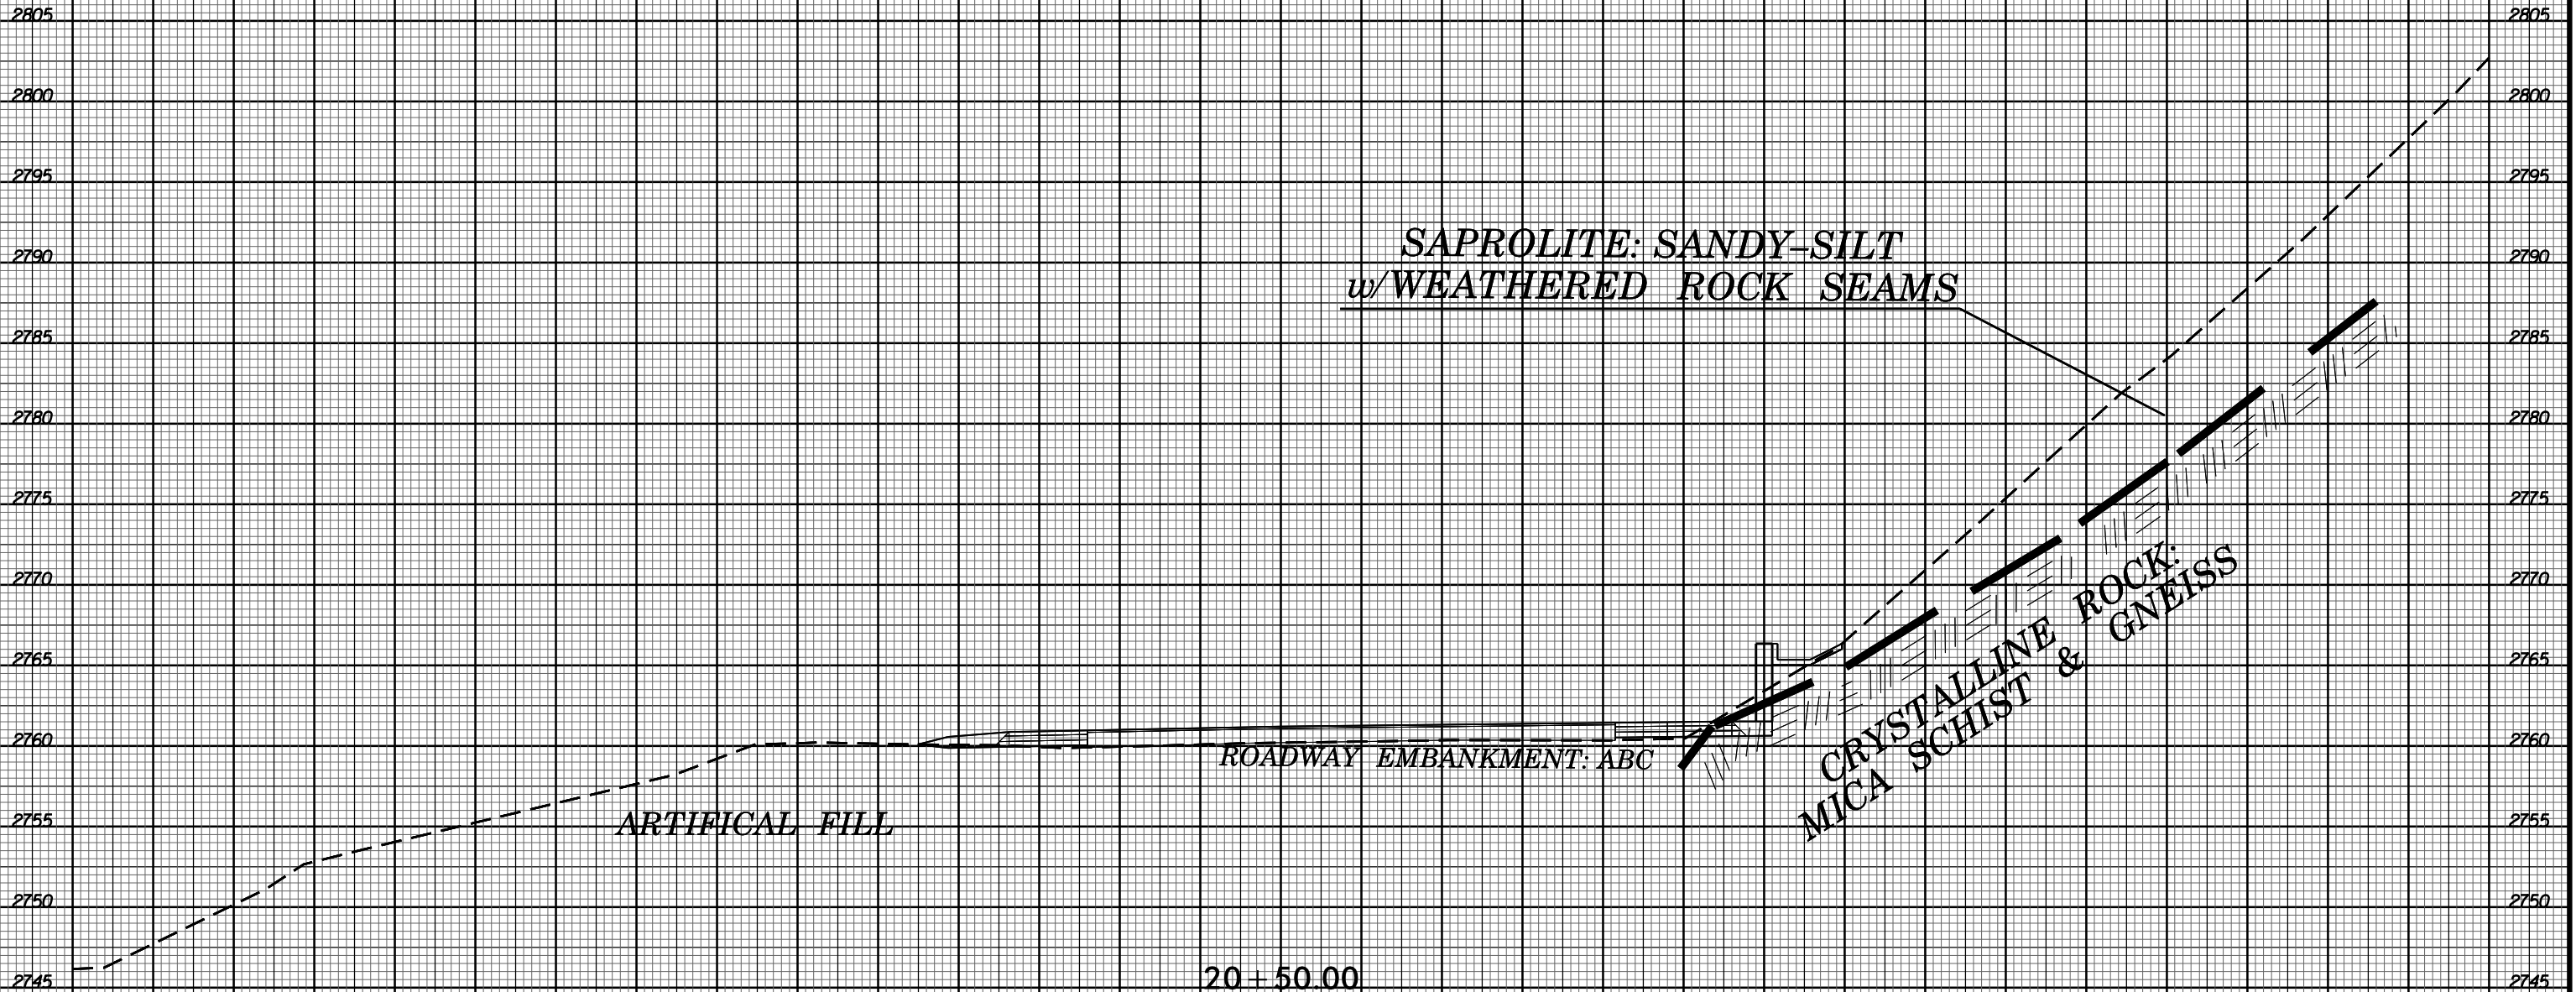 2805 2805
2800 2800
2795 2795
2790 2790
SAPROLITE: SANDY–SILT
w/WEATHERED ROCK SEAMS
2785 2785
2780 2780
2775 2775
2770 2770
CRYSTALLINE ROCK:
MICA SCHIST & GNEISS
2765 2765
2760 2760
ROADWAY EMBANKMENT: ABC
ARTIFICAL FILL
2755 2755
2750 2750
2745 2745
20+50.00